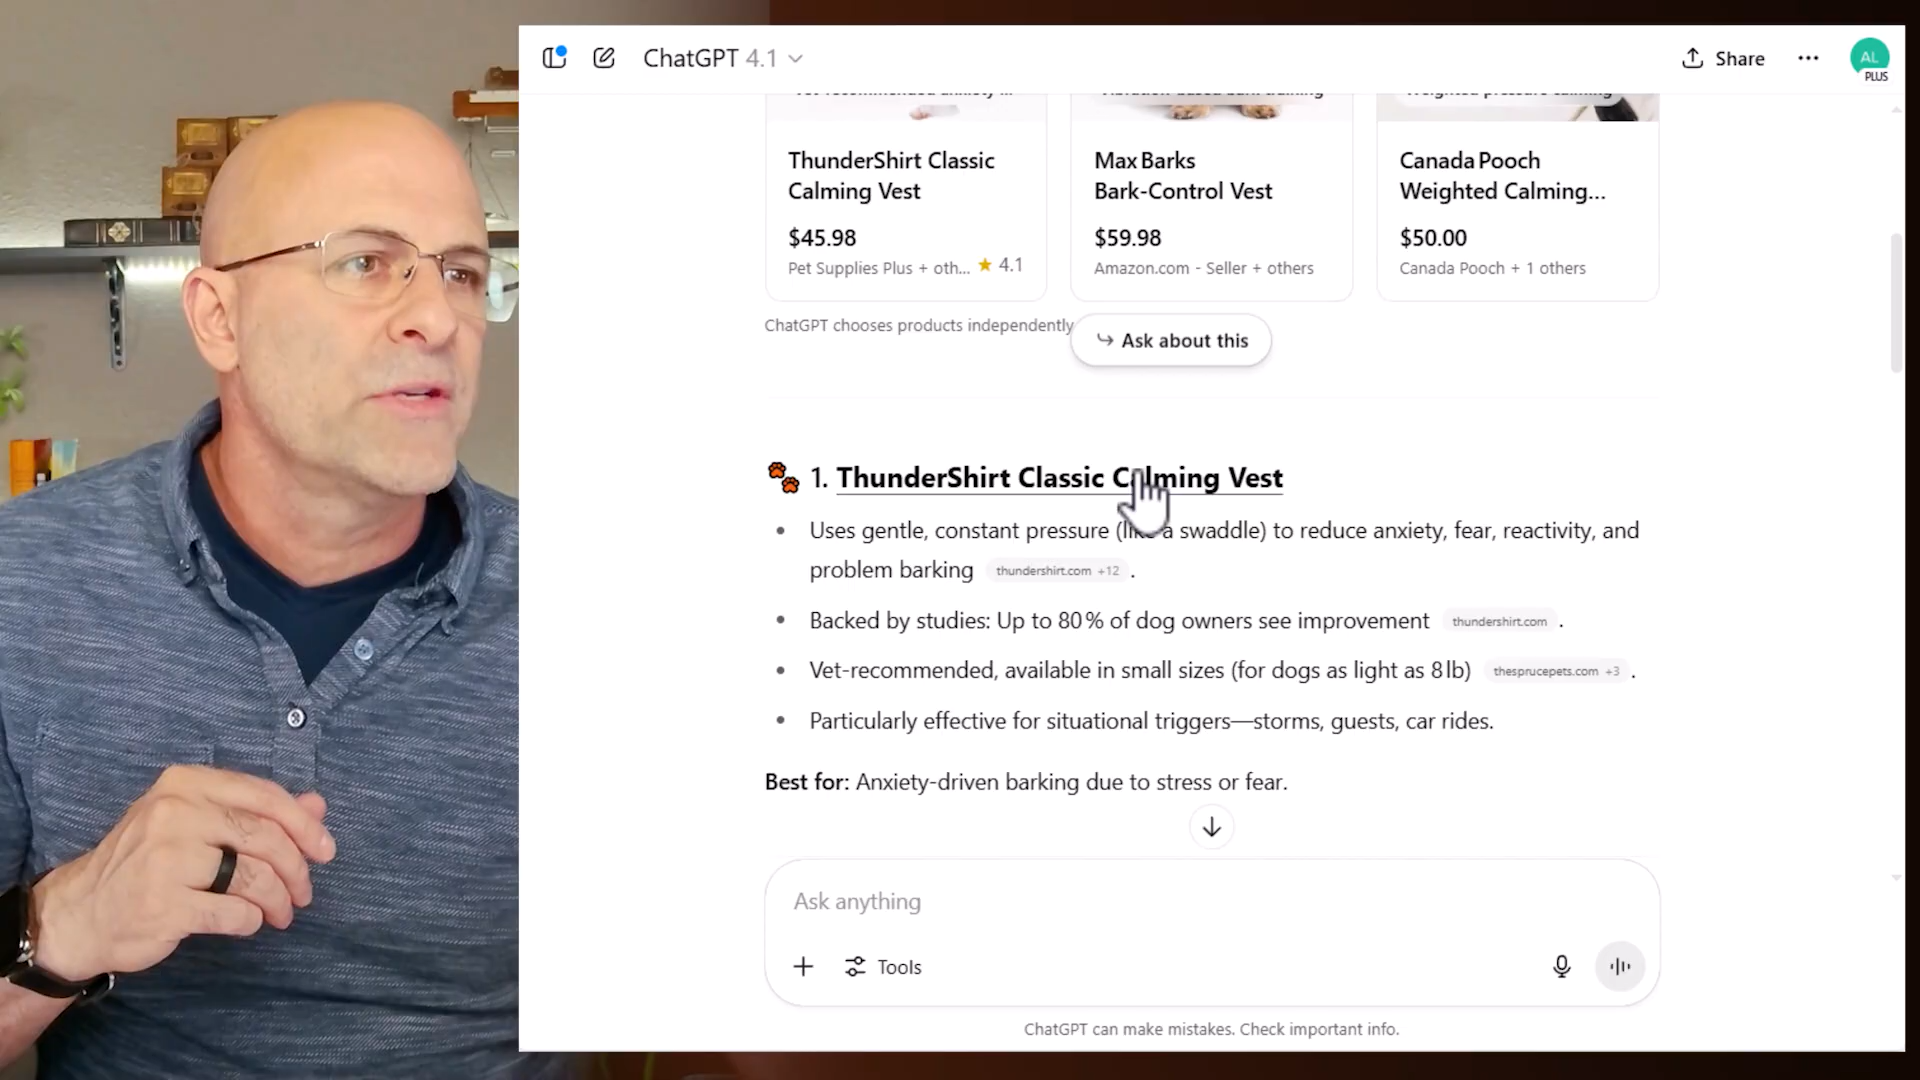 ChatGPT 4.1
Share
AL
PLUS
ThunderShirt Classic
Calming Vest
$45.98
Pet Supplies Plus + oth... ★ 4.1
Max Barks
Bark-Control Vest
$59.98
Amazon.com - Seller + others
Canada Pooch
Weighted Calming...
$50.00
Canada Pooch + 1 others
ChatGPT chooses products independently
Ask about this
1. ThunderShirt Classic Calming Vest
• Uses gentle, constant pressure (like a swaddle) to reduce anxiety, fear, reactivity, and
problem barking thundershirt.com +12 .
• Backed by studies: Up to 80% of dog owners see improvement thundershirt.com .
• Vet-recommended, available in small sizes (for dogs as light as 8 lb) thesprucepets.com +3 .
• Particularly effective for situational triggers—storms, guests, car rides.
Best for: Anxiety-driven barking due to stress or fear.
Ask anything
Tools
ChatGPT can make mistakes. Check important info.